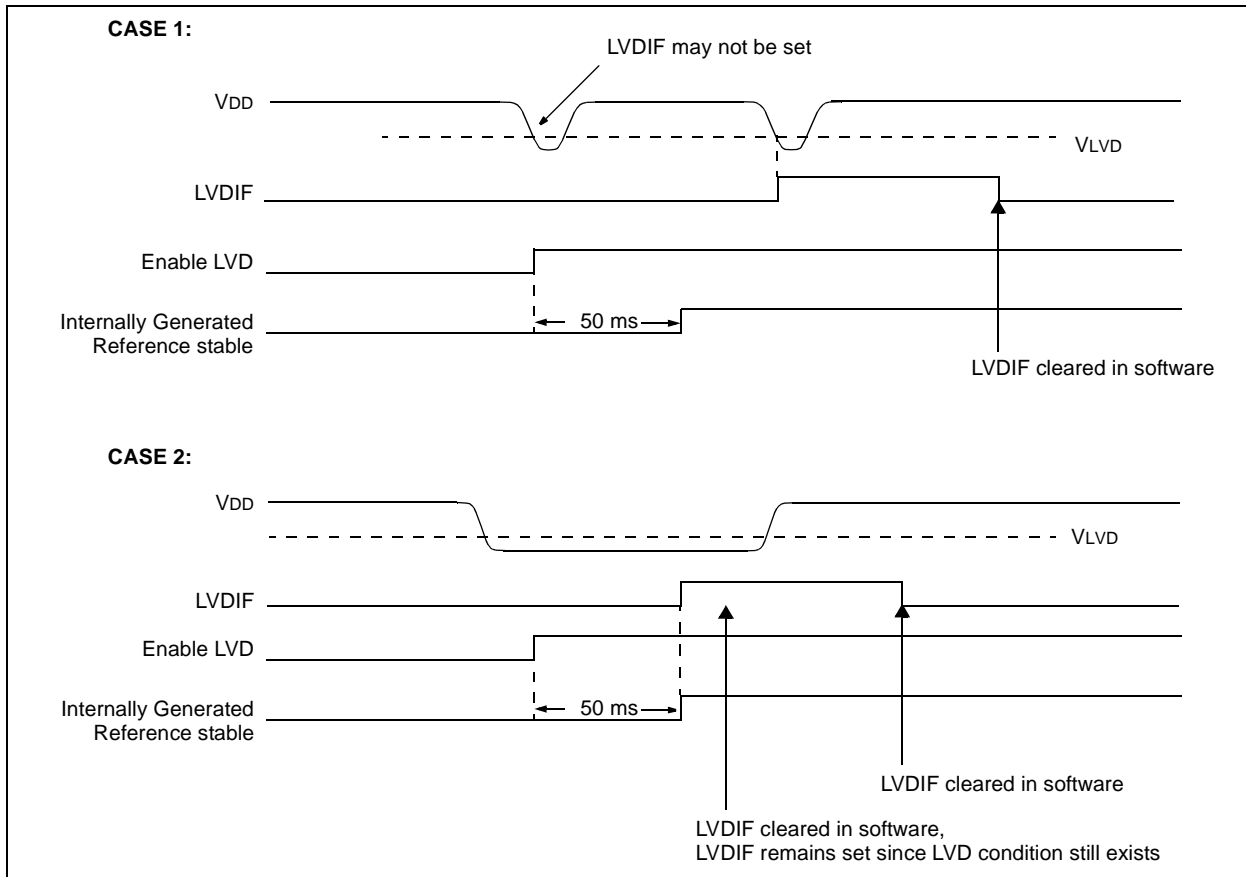 CASE 1:
LVDIF may not be set
VDD
VLVD
LVDIF
Enable LVD
50 ms
Internally Generated
Reference stable
LVDIF cleared in software
CASE 2:
VDD
VLVD
LVDIF
Enable LVD
50 ms
Internally Generated
Reference stable
LVDIF cleared in software
LVDIF cleared in software,
LVDIF remains set since LVD condition still exists